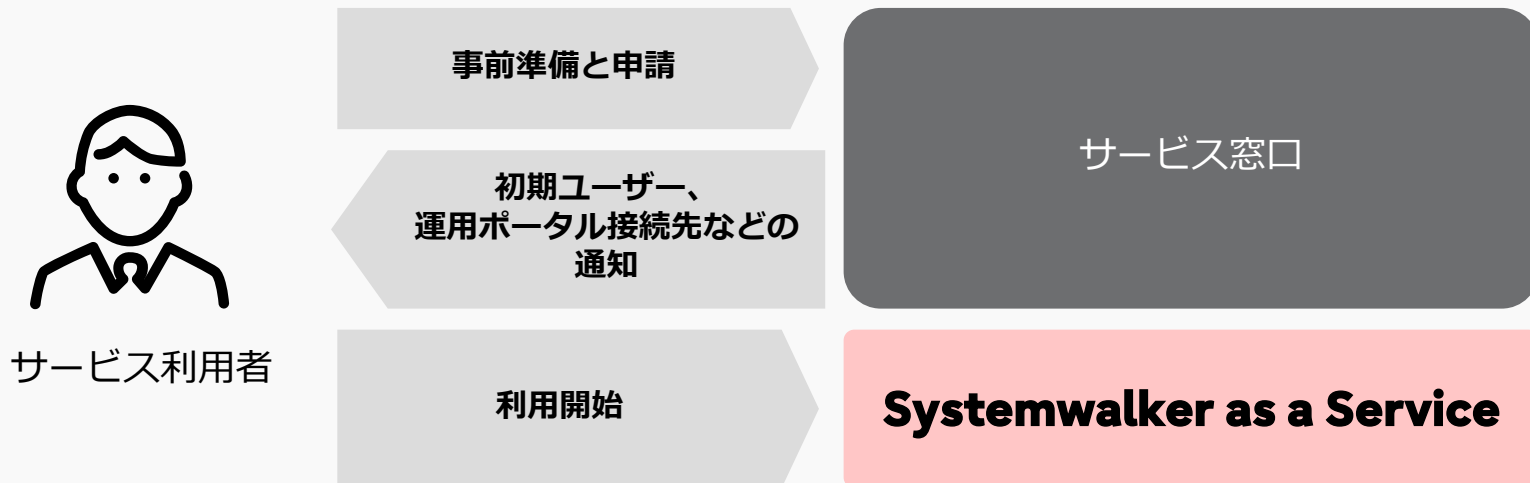 事前準備と申請
サービス窓口
初期ユーザー、
運用ポータル接続先などの
通知
サービス利用者
利用開始
Systemwalker as a Service